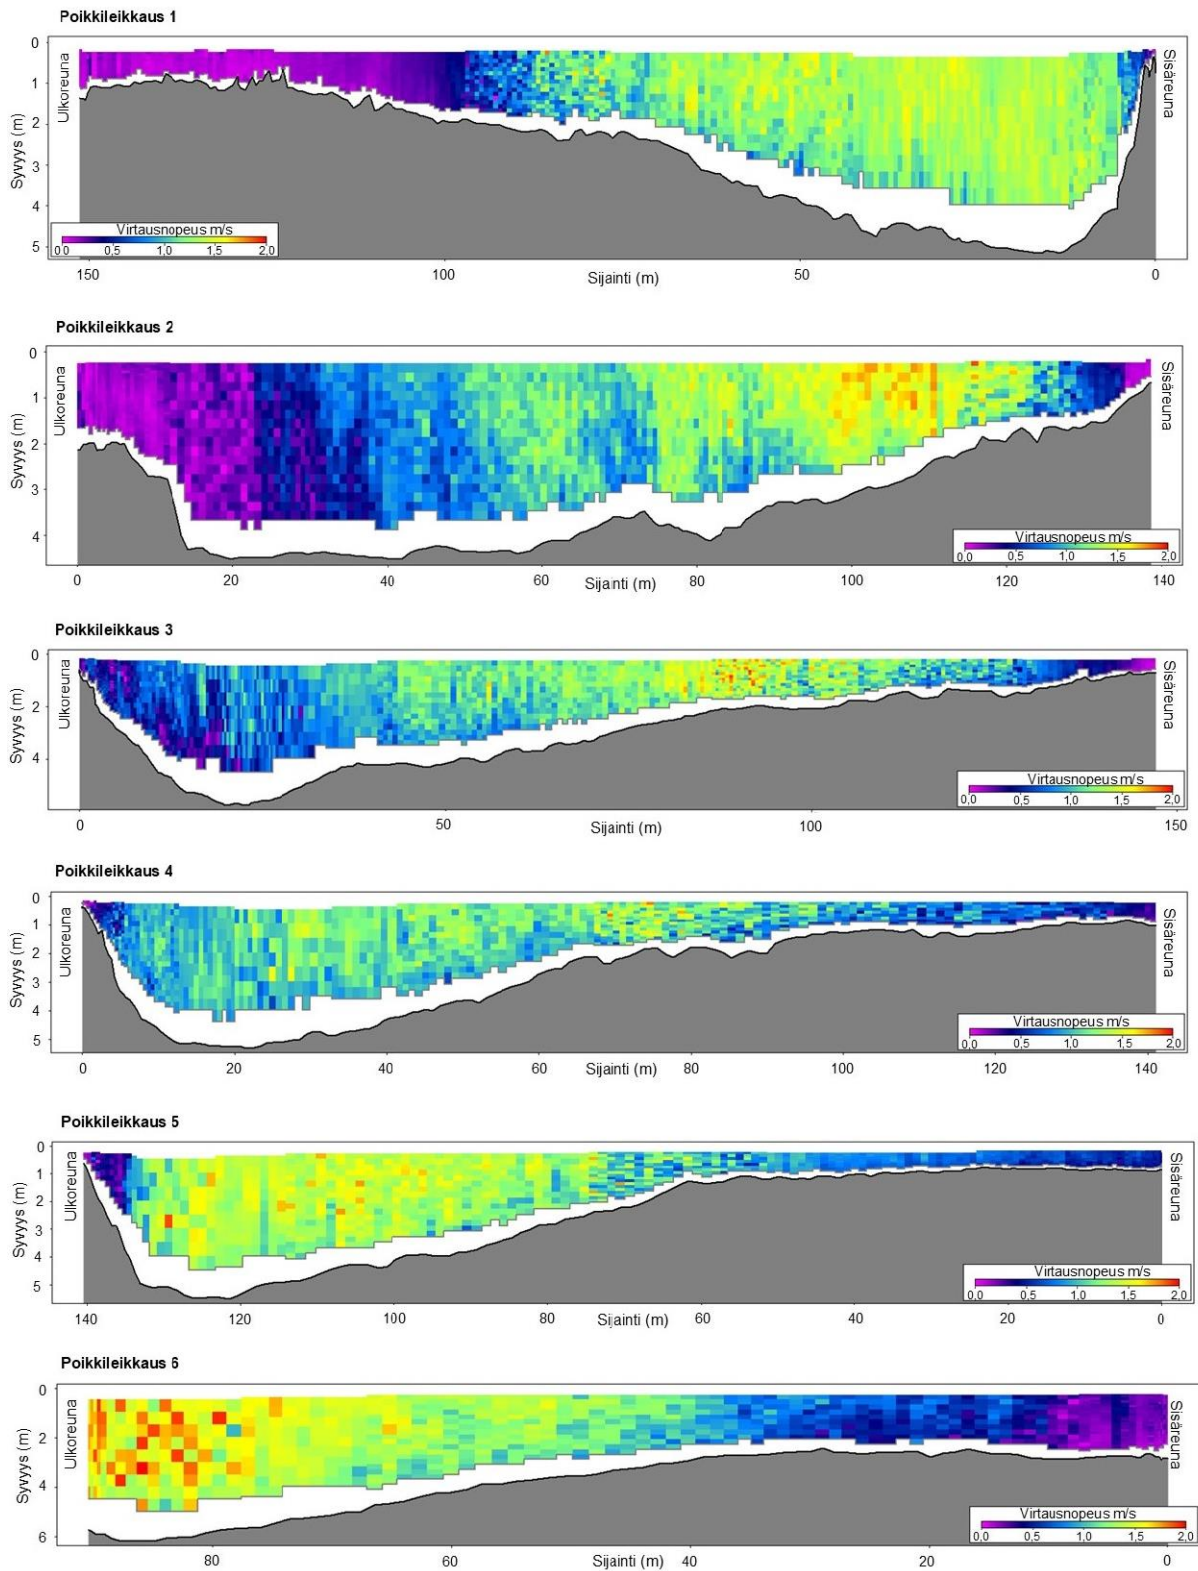 Poikkileikkaus 1
0
1
2
3
4
5
Syvyys (m)
Ulkoreuna
Sisäreuna
Virtausnopeus m/s
0,0 0,5 1,0 1,5 2,0
150 100 50 0
Sijainti (m)
Poikkileikkaus 2
0
1
2
3
4
Syvyys (m)
Ulkoreuna
Sisäreuna
Virtausnopeus m/s
0,0 0,5 1,0 1,5 2,0
0 20 40 60 80 100 120 140
Sijainti (m)
Poikkileikkaus 3
0
2
4
Syvyys (m)
Ulkoreuna
Sisäreuna
Virtausnopeus m/s
0,0 0,5 1,0 1,5 2,0
0 50 100 150
Sijainti (m)
Poikkileikkaus 4
0
1
2
3
4
5
Syvyys (m)
Ulkoreuna
Sisäreuna
Virtausnopeus m/s
0,0 0,5 1,0 1,5 2,0
0 20 40 60 80 100 120 140
Sijainti (m)
Poikkileikkaus 5
0
1
2
3
4
5
Syvyys (m)
Ulkoreuna
Sisäreuna
Virtausnopeus m/s
0,0 0,5 1,0 1,5 2,0
140 120 100 80 60 40 20 0
Sijainti (m)
Poikkileikkaus 6
0
2
4
6
Syvyys (m)
Ulkoreuna
Sisäreuna
Virtausnopeus m/s
0,0 0,5 1,0 1,5 2,0
80 60 40 20 0
Sijainti (m)